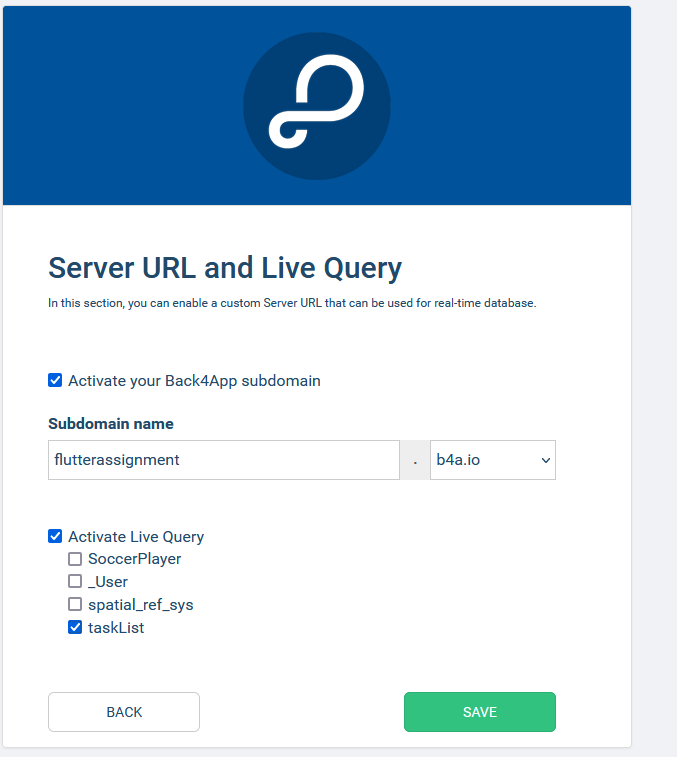 Server URL and Live Query
In this section, you can enable a custom Server URL that can be used for real-time database.
Activate your Back4App subdomain
Subdomain name
flutterassignment . b4a.io
Activate Live Query
SoccerPlayer
_User
spatial_ref_sys
taskList
BACK SAVE